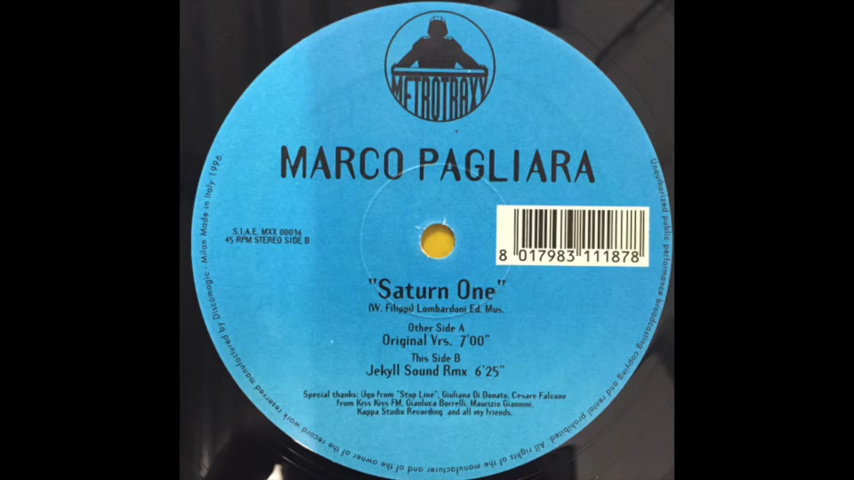 METROTRAXX
MARCO PAGLIARA
S.I.A.E. MXX 00036
45 RPM STEREO SIDE B
8 017983 111878
"Saturn One"
(W. Filippi) Lombardoni Ed. Mus.
Other Side A
Original Vrs. 7'00"
This Side B
Jekyll Sound Rmx 6'25"
Special thanks: Ugo from "Stop Line", Giuliana Di Donato, Cesare Falcone
from Kiss Kiss FM, Gianluca Borrelli, Maurizio Giannini,
Kappa Studio Recording and all my friends.
Unauthorized public performance broadcasting copying and rental prohibited. All rights of the manufacturer and of the owner of the record work reserved manufactured by Discomagic - Milan Made in Italy 1996.